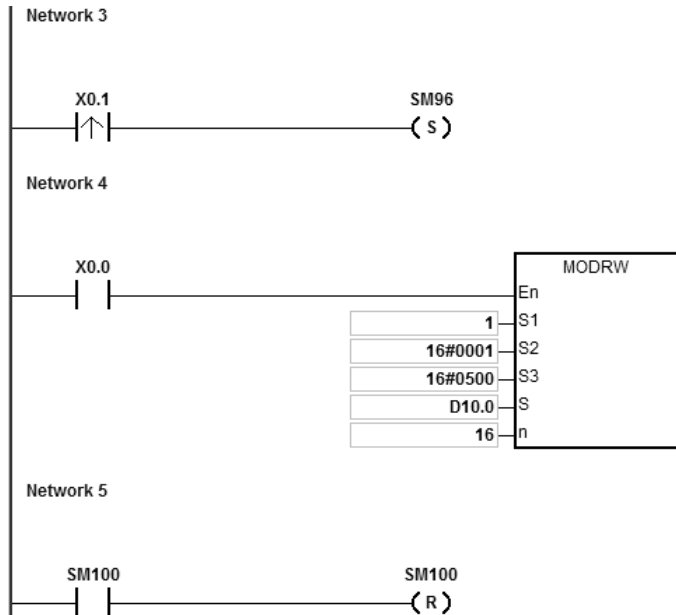 Network 3
X0.1 SM96
S
Network 4
X0.0
MODRW
En
1 S1
16#0001 S2
16#0500 S3
D10.0 S
16 n
Network 5
SM100 SM100
R